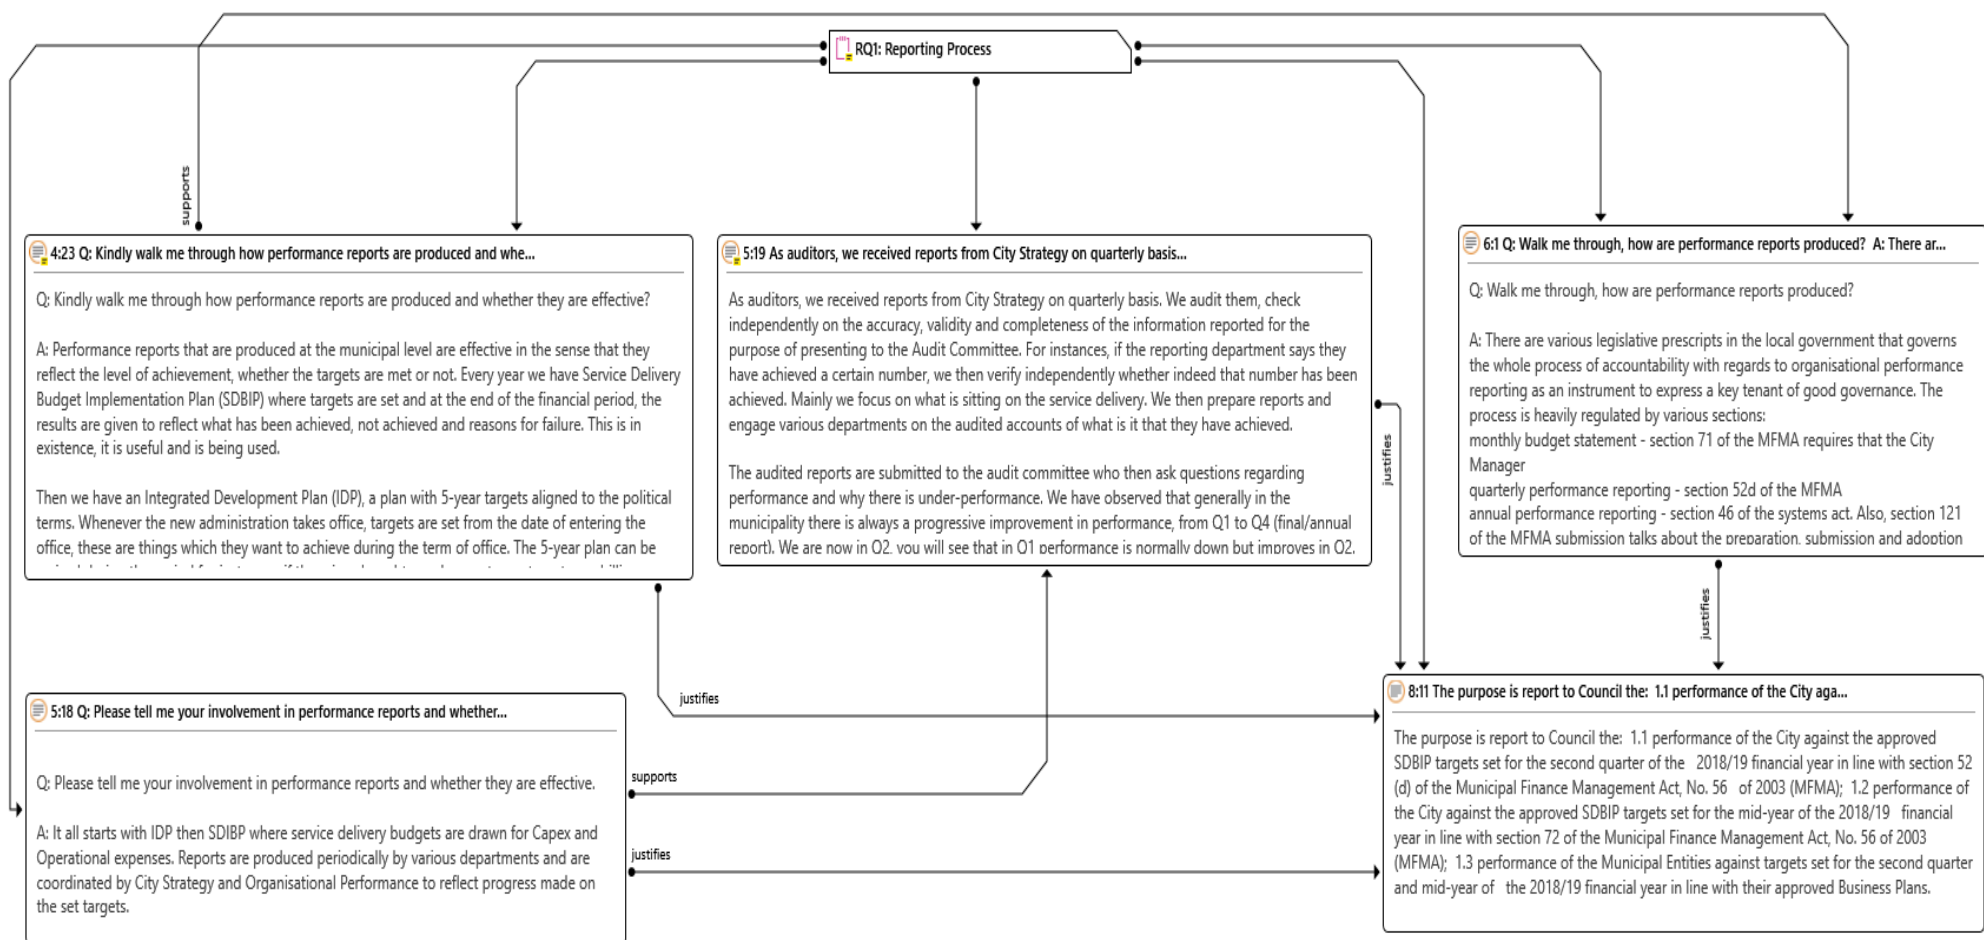 RQ1: Reporting Process
supports
4:23 Q: Kindly walk me through how performance reports are produced and whe...
Q: Kindly walk me through how performance reports are produced and whether they are effective?
A: Performance reports that are produced at the municipal level are effective in the sense that they
reflect the level of achievement, whether the targets are met or not. Every year we have Service Delivery
Budget Implementation Plan (SDBIP) where targets are set and at the end of the financial period, the
results are given to reflect what has been achieved, not achieved and reasons for failure. This is in
existence, it is useful and is being used.
Then we have an Integrated Development Plan (IDP), a plan with 5-year targets aligned to the political
terms. Whenever the new administration takes office, targets are set from the date of entering the
office, these are things which they want to achieve during the term of office. The 5-year plan can be
5:19 As auditors, we received reports from City Strategy on quarterly basis...
As auditors, we received reports from City Strategy on quarterly basis. We audit them, check
independently on the accuracy, validity and completeness of the information reported for the
purpose of presenting to the Audit Committee. For instances, if the reporting department says they
have achieved a certain number, we then verify independently whether indeed that number has been
achieved. Mainly we focus on what is sitting on the service delivery. We then prepare reports and
engage various departments on the audited accounts of what is it that they have achieved.
The audited reports are submitted to the audit committee who then ask questions regarding
performance and why there is under-performance. We have observed that generally in the
municipality there is always a progressive improvement in performance, from Q1 to Q4 (final/annual
report). We are now in Q2, you will see that in Q1 performance is normally down but improves in Q2.
justifies
6:1 Q: Walk me through, how are performance reports produced? A: There ar...
Q: Walk me through, how are performance reports produced?
A: There are various legislative prescripts in the local government that governs
the whole process of accountability with regards to organisational performance
reporting as an instrument to express a key tenant of good governance. The
process is heavily regulated by various sections:
monthly budget statement - section 71 of the MFMA requires that the City
Manager
quarterly performance reporting - section 52d of the MFMA
annual performance reporting - section 46 of the systems act. Also, section 121
of the MFMA submission talks about the preparation, submission and adoption
justifies
justifies
5:18 Q: Please tell me your involvement in performance reports and whether...
Q: Please tell me your involvement in performance reports and whether they are effective.
A: It all starts with IDP then SDIBP where service delivery budgets are drawn for Capex and
Operational expenses. Reports are produced periodically by various departments and are
coordinated by City Strategy and Organisational Performance to reflect progress made on
the set targets.
supports
justifies
8:11 The purpose is report to Council the: 1.1 performance of the City aga...
The purpose is report to Council the: 1.1 performance of the City against the approved
SDBIP targets set for the second quarter of the 2018/19 financial year in line with section 52
(d) of the Municipal Finance Management Act, No. 56 of 2003 (MFMA); 1.2 performance of
the City against the approved SDBIP targets set for the mid-year of the 2018/19 financial
year in line with section 72 of the Municipal Finance Management Act, No. 56 of 2003
(MFMA); 1.3 performance of the Municipal Entities against targets set for the second quarter
and mid-year of the 2018/19 financial year in line with their approved Business Plans.